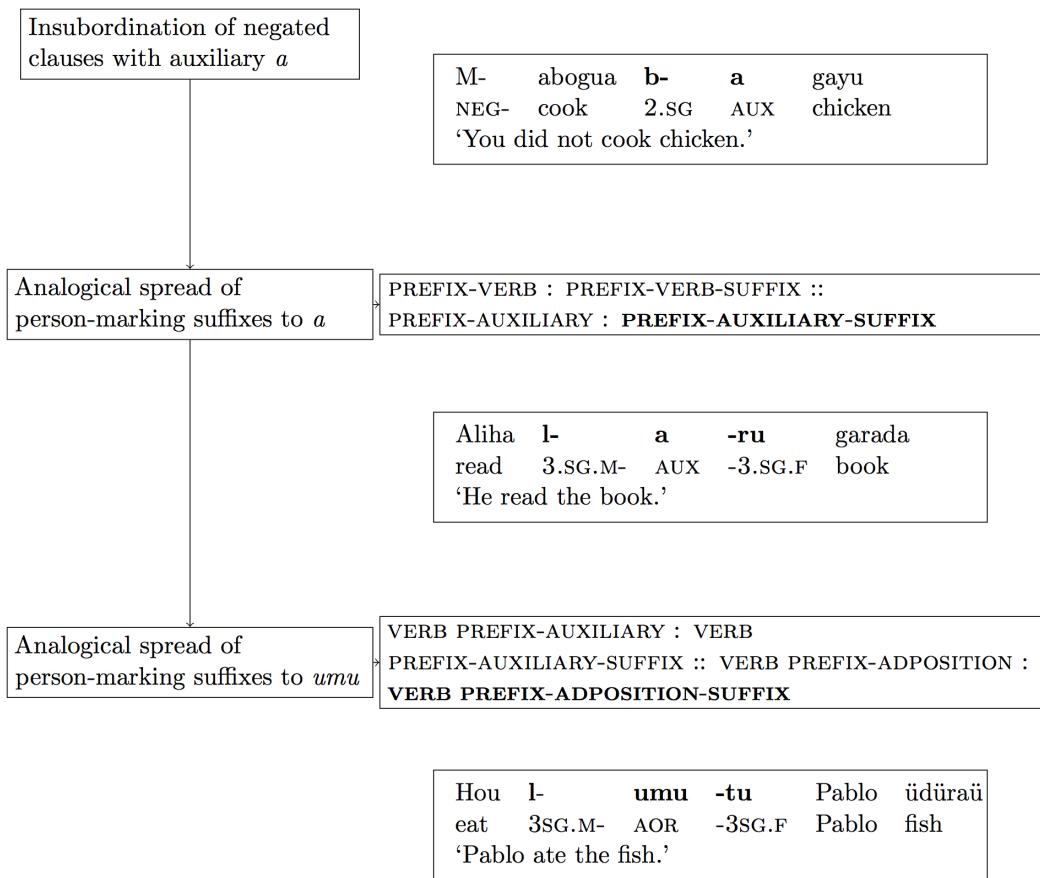 Insubordination of negated
clauses with auxiliary a
M- abogua b- a gayu
NEG- cook 2.SG AUX chicken
‘You did not cook chicken.’
Analogical spread of
person-marking suffixes to a
PREFIX-VERB : PREFIX-VERB-SUFFIX ::
PREFIX-AUXILIARY : PREFIX-AUXILIARY-SUFFIX
Aliha l- a -ru garada
read 3.SG.M- AUX -3.SG.F book
‘He read the book.’
Analogical spread of
person-marking suffixes to umu
VERB PREFIX-AUXILIARY : VERB
PREFIX-AUXILIARY-SUFFIX :: VERB PREFIX-ADPOSITION :
VERB PREFIX-ADPOSITION-SUFFIX
Hou l- umu -tu Pablo üdüraü
eat 3SG.M- AOR -3SG.F Pablo fish
‘Pablo ate the fish.’